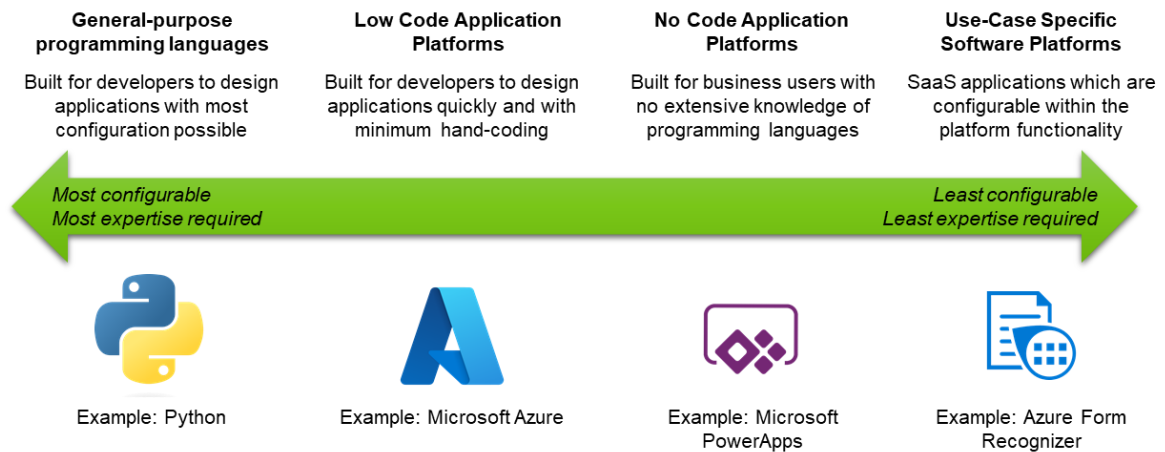 General-purpose
programming languages
Built for developers to design
applications with most
configuration possible
Low Code Application
Platforms
Built for developers to design
applications quickly and with
minimum hand-coding
No Code Application
Platforms
Built for business users with
no extensive knowledge of
programming languages
Use-Case Specific
Software Platforms
SaaS applications which are
configurable within the
platform functionality
Most configurable
Most expertise required
Least configurable
Least expertise required
Example: Python
Example: Microsoft Azure
Example: Microsoft
PowerApps
Example: Azure Form
Recognizer